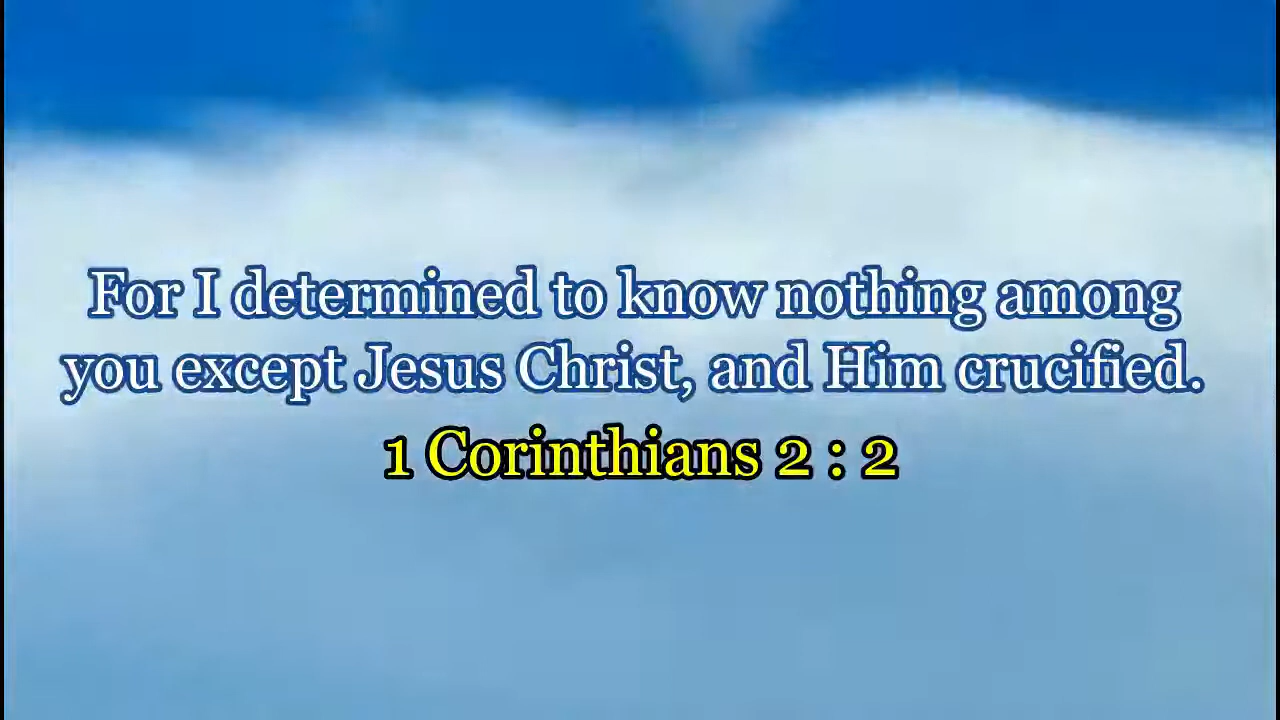 For I determined to know nothing among
you except Jesus Christ, and Him crucified.
1 Corinthians 2 : 2